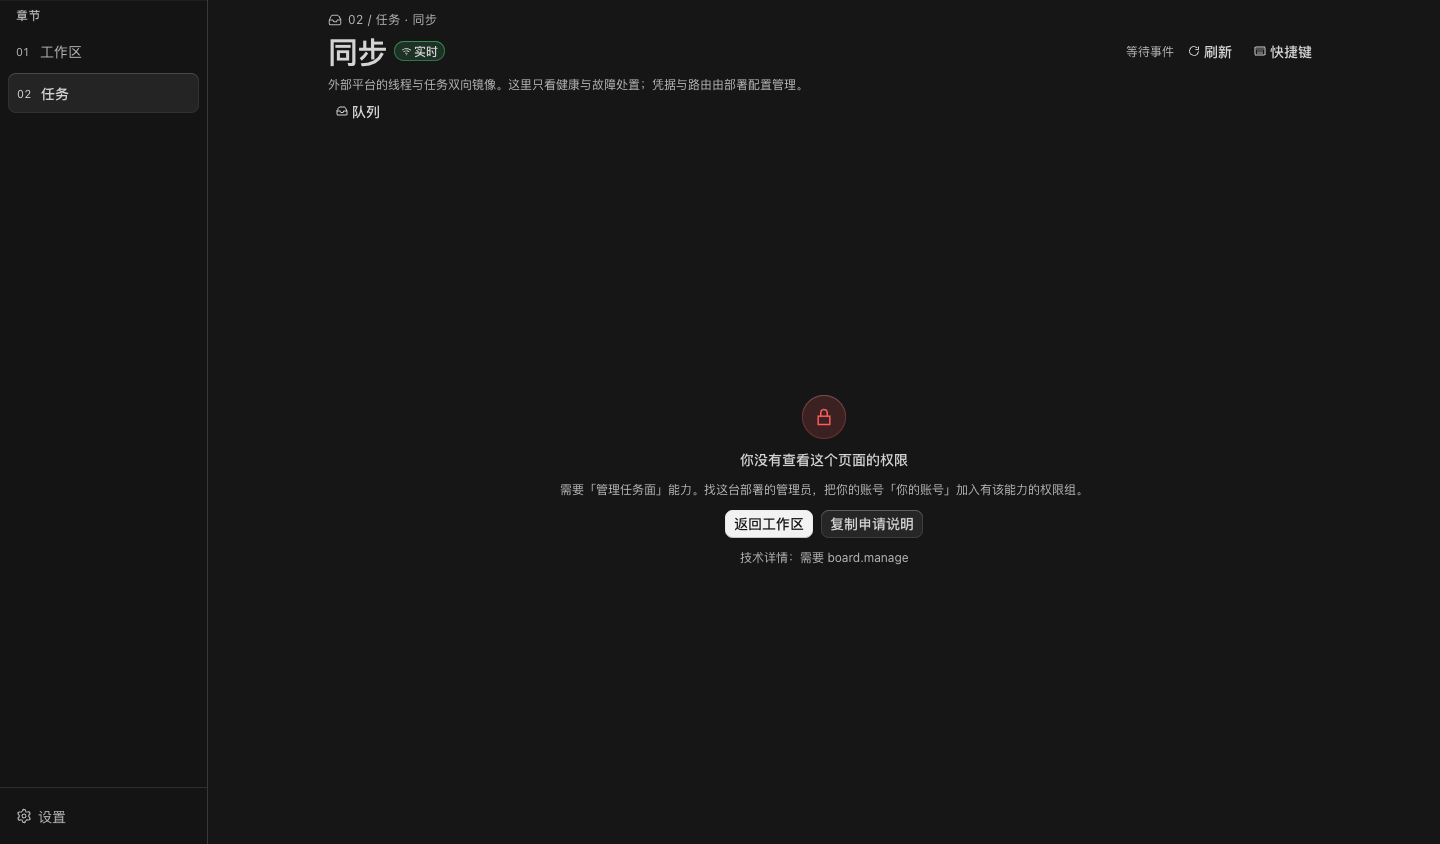 章节
01 工作区
02 任务
设置
02 / 任务 · 同步
同步 实时
等待事件 刷新 快捷键
外部平台的线程与任务双向镜像。这里只看健康与故障处置；凭据与路由由部署配置管理。
队列
你没有查看这个页面的权限
需要「管理任务面」能力。找这台部署的管理员，把你的账号「你的账号」加入有该能力的权限组。
返回工作区 复制申请说明
技术详情：需要 board.manage